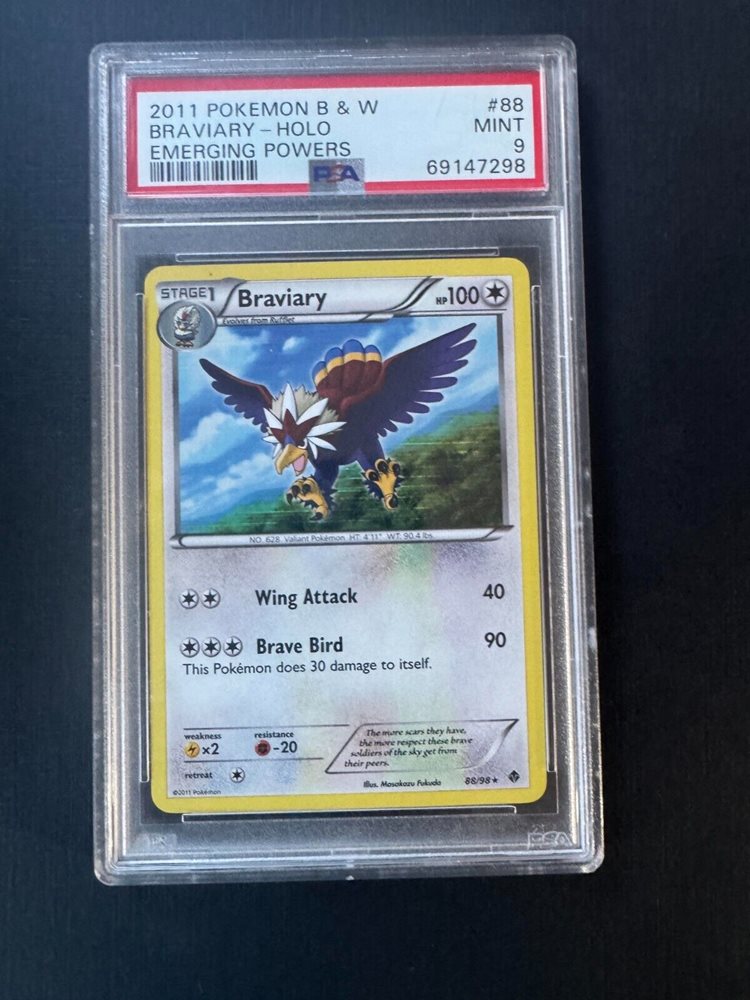 2011 POKEMON B & W #88
BRAVIARY - HOLO MINT
EMERGING POWERS 9
PSA 69147298
STAGE1 Braviary HP100
Evolves from Rufflet
NO. 628 Valiant Pokémon HT: 4'11" WT: 90.4 lbs.
Wing Attack 40
Brave Bird 90
This Pokémon does 30 damage to itself.
weakness resistance
×2 -20
retreat
The more scars they have,
the more respect these brave
soldiers of the sky get from
their peers.
Illus. Masakazu Fukuda 88/98★
©2011 Pokémon
PSA